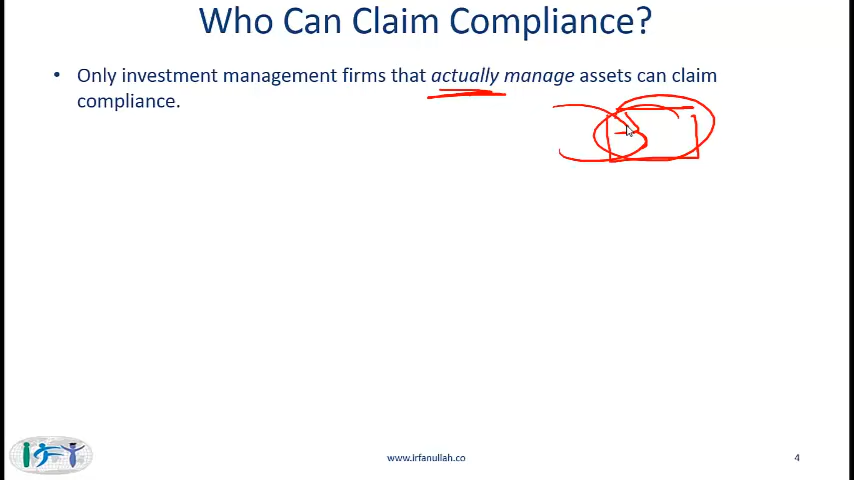 Who Can Claim Compliance?
• Only investment management firms that actually manage assets can claim
compliance.
www.irfanullah.co
4